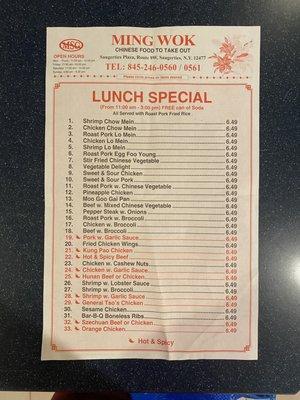 MSG
MING WOK
CHINESE FOOD TO TAKE OUT
Saugerties Plaza, Route 9W, Saugerties, N.Y. 12477
TEL: 845-246-0560 / 0561
OPEN HOURS
LUNCH SPECIAL
(From 11:00 am - 3:00 pm) FREE can of Soda
All Served with Roast Pork Fried Rice
1. Shrimp Chow Mein 6.49
2. Chicken Chow Mein 6.49
3. Roast Pork Lo Mein 6.49
4. Chicken Lo Mein 6.49
5. Shrimp Lo Mein 6.49
6. Roast Pork Egg Foo Young 6.49
7. Stir Fried Chinese Vegetable 6.49
8. Vegetable Delight 6.49
9. Sweet & Sour Chicken 6.49
10. Sweet & Sour Pork 6.49
11. Roast Pork w. Chinese Vegetable 6.49
12. Pineapple Chicken 6.49
13. Moo Goo Gai Pan 6.49
14. Beef w. Mixed Chinese Vegetable 6.49
15. Pepper Steak w. Onions 6.49
16. Roast Pork w. Broccoli 6.49
17. Chicken w. Broccoli 6.49
18. Beef w. Broccoli 6.49
19. Pork w. Garlic Sauce 6.49
20. Fried Chicken Wings 6.49
21. Kung Pao Chicken 6.49
22. Hot & Spicy Beef 6.49
23. Chicken w. Cashew Nuts 6.49
24. Chicken w. Garlic Sauce 6.49
25. Hunan Beef or Chicken 6.49
26. Shrimp w. Lobster Sauce 6.49
27. Shrimp w. Broccoli 6.49
28. Shrimp w. Garlic Sauce 6.49
29. General Tso's Chicken 6.49
30. Sesame Chicken 6.49
31. Bar-B-Q Boneless Ribs 6.49
32. Szechuan Beef or Chicken 6.49
33. Orange Chicken 6.49
Hot & Spicy